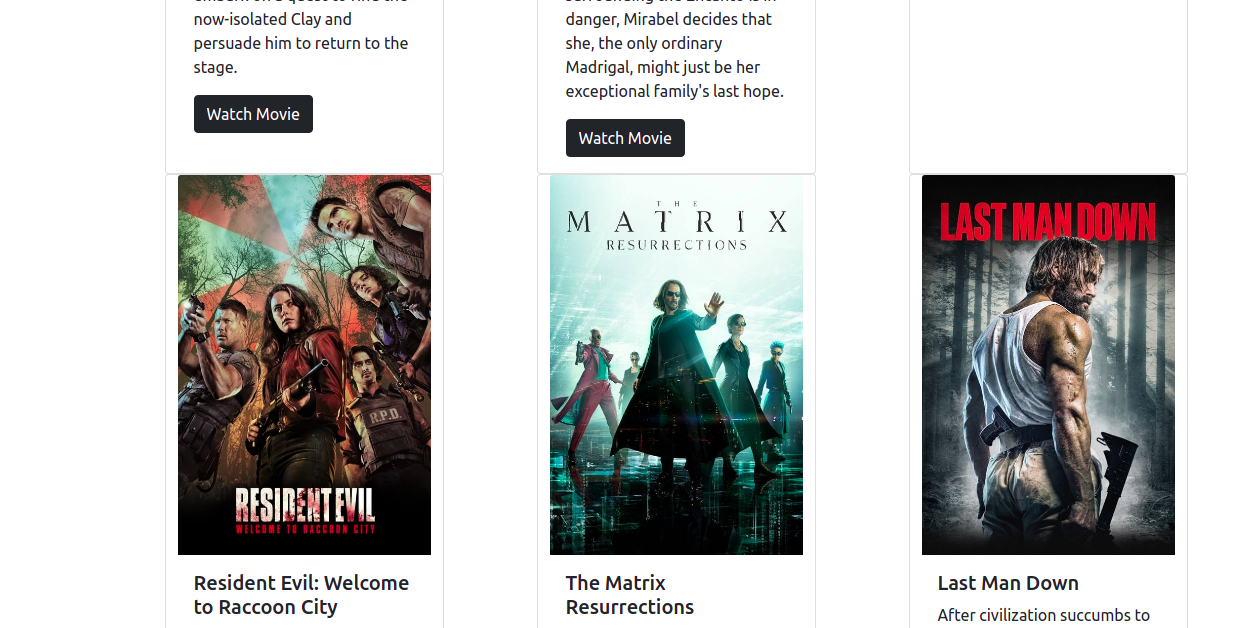 now-isolated Clay and
persuade him to return to the
stage.
Watch Movie
danger, Mirabel decides that
she, the only ordinary
Madrigal, might just be her
exceptional family's last hope.
Watch Movie
R.P.D.
RESIDENT EVIL
WELCOME TO RACCOON CITY
Resident Evil: Welcome
to Raccoon City
THE
MATRIX
RESURRECTIONS
The Matrix
Resurrections
LAST MAN DOWN
Last Man Down
After civilization succumbs to